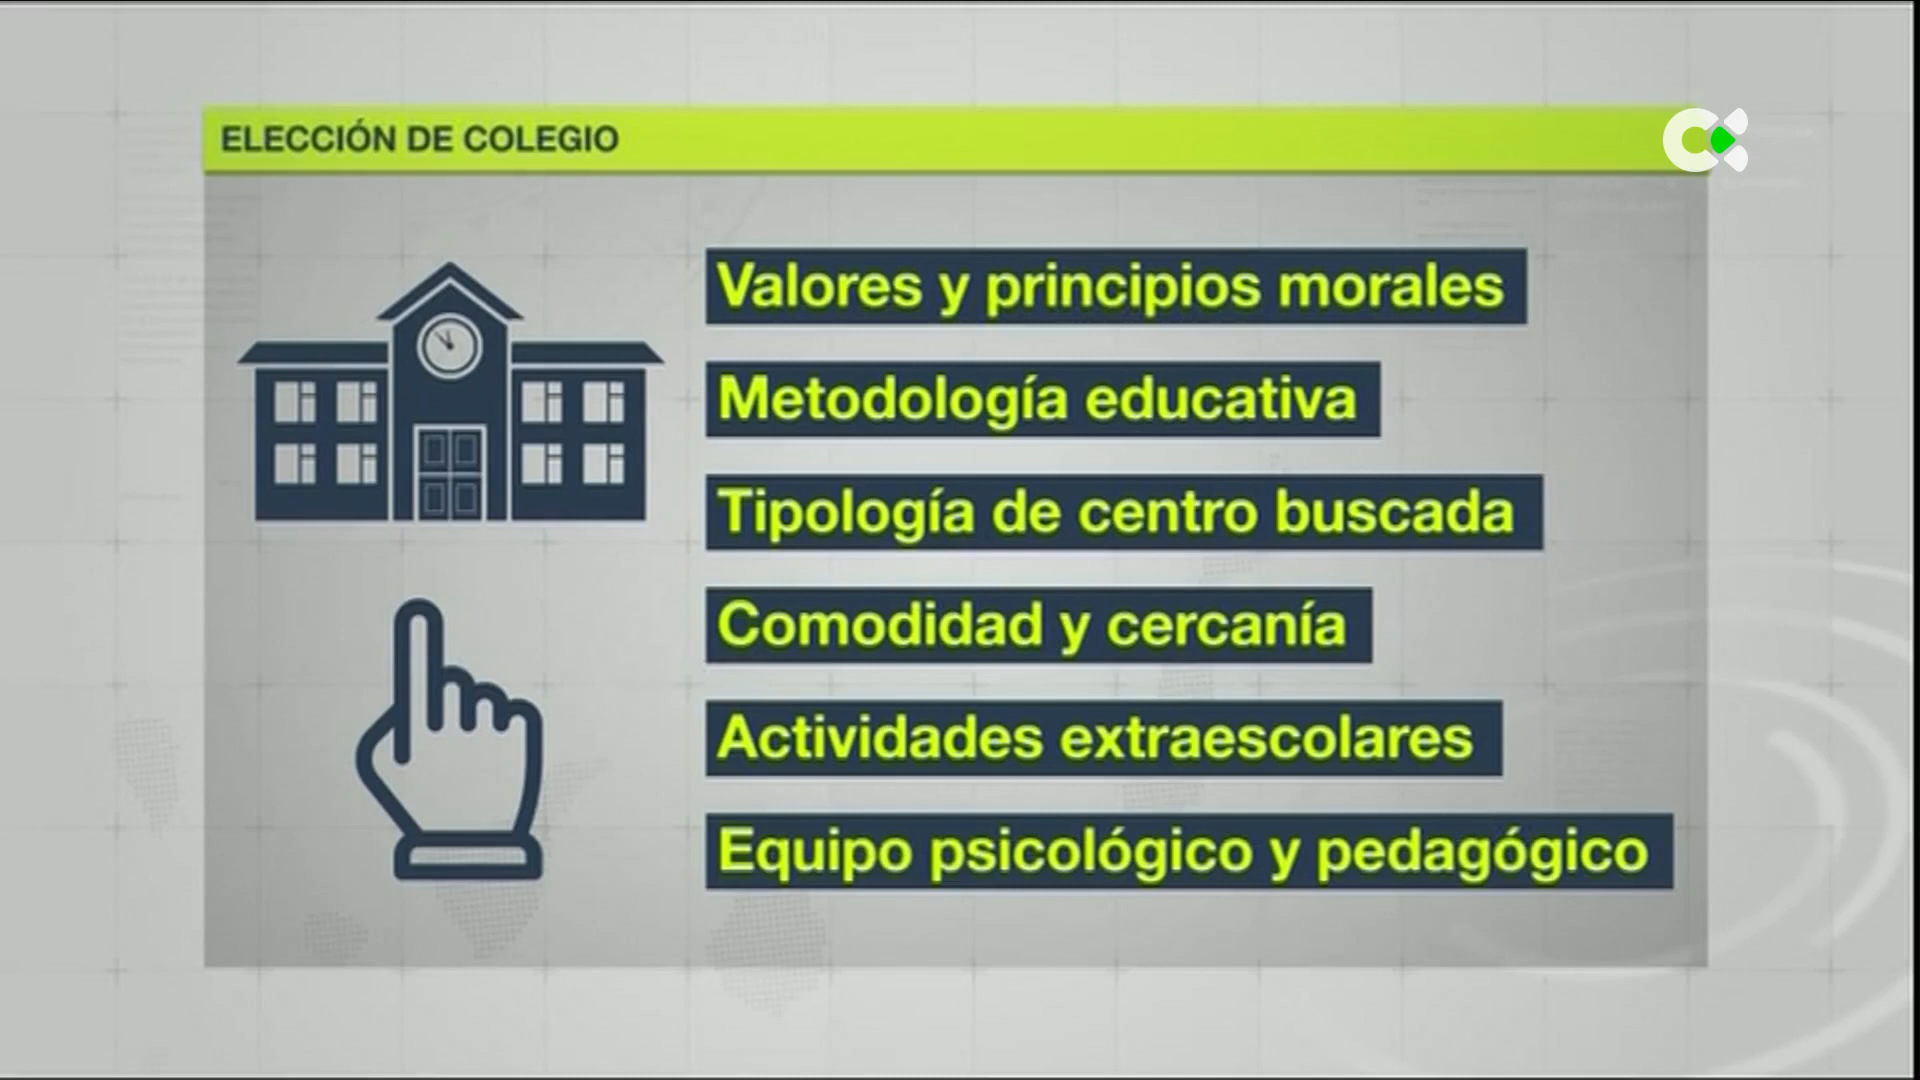 ELECCIÓN DE COLEGIO
Valores y principios morales
Metodología educativa
Tipología de centro buscada
Comodidad y cercanía
Actividades extraescolares
Equipo psicológico y pedagógico